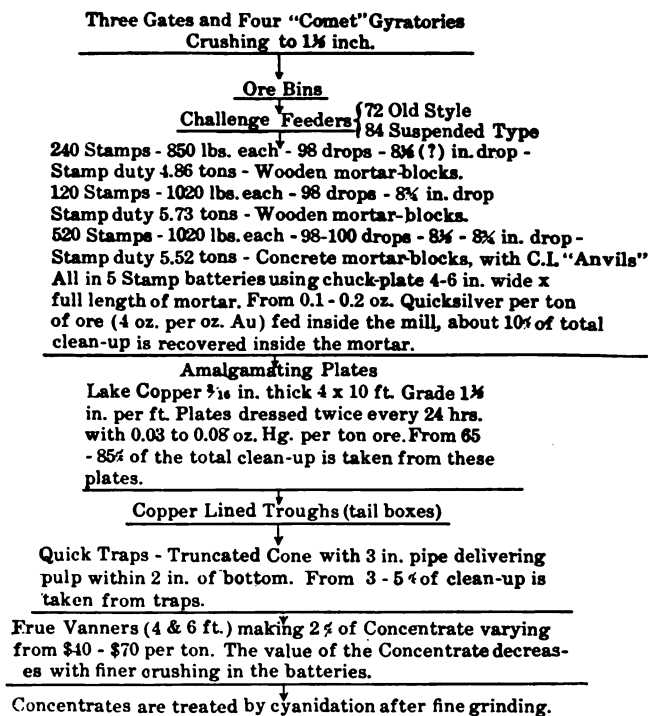 Three Gates and Four "Comet" Gyratories
Crushing to 1½ inch.
Ore Bins
Challenge Feeders { 72 Old Style
84 Suspended Type
240 Stamps - 850 lbs. each - 98 drops - 8½ (?) in. drop -
Stamp duty 4.86 tons - Wooden mortar-blocks.
120 Stamps - 1020 lbs. each - 98 drops - 8¾ in. drop
Stamp duty 5.73 tons - Wooden mortar-blocks.
520 Stamps - 1020 lbs. each - 98-100 drops - 8½ - 8¾ in. drop -
Stamp duty 5.52 tons - Concrete mortar-blocks, with C.I. "Anvils"
All in 5 Stamp batteries using chuck-plate 4-6 in. wide x
full length of mortar. From 0.1 - 0.2 oz. Quicksilver per ton
of ore (4 oz. per oz. Au) fed inside the mill, about 10% of total
clean-up is recovered inside the mortar.
Amalgamating Plates
Lake Copper in. thick 4 x 10 ft. Grade
in. per ft. Plates dressed twice every 24 hrs.
with 0.03 to 0.08 oz. Hg. per ton ore. From 65
- 85% of the total clean-up is taken from these
plates.
Copper Lined Troughs (tail boxes)
Quick Traps - Truncated Cone with 3 in. pipe delivering
pulp within 2 in. of bottom. From 3 - 5% of clean-up is
taken from traps.
Frue Vanners (4 & 6 ft.) making 2% of Concentrate varying
from $40 - $70 per ton. The value of the Concentrate decreas-
es with finer crushing in the batteries.
Concentrates are treated by cyanidation after fine grinding.